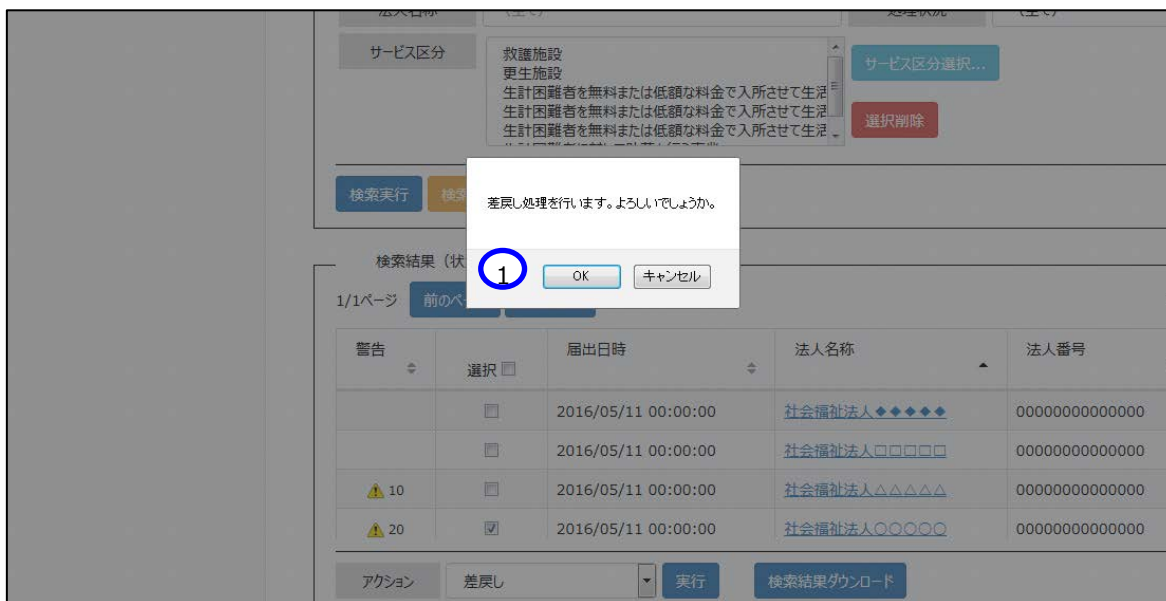 サービス区分
救護施設
更生施設
生計困難者を無料または低額な料金で入所させて生活
生計困難者を無料または低額な料金で入所させて生活
生計困難者を無料または低額な料金で入所させて生活
サービス区分選択...
選択削除
検索実行
差戻し処理を行います。よろしいでしょうか。
1
OK
キャンセル
検索結果（状
1/1ページ
前のペ
警告
選択
届出日時
法人名称
法人番号
2016/05/11 00:00:00 社会福祉法人◆◆◆◆◆ 00000000000000
2016/05/11 00:00:00 社会福祉法人□□□□□ 00000000000000
10 2016/05/11 00:00:00 社会福祉法人△△△△△ 00000000000000
20 2016/05/11 00:00:00 社会福祉法人○○○○○ 00000000000000
アクション
差戻し
実行
検索結果ダウンロード